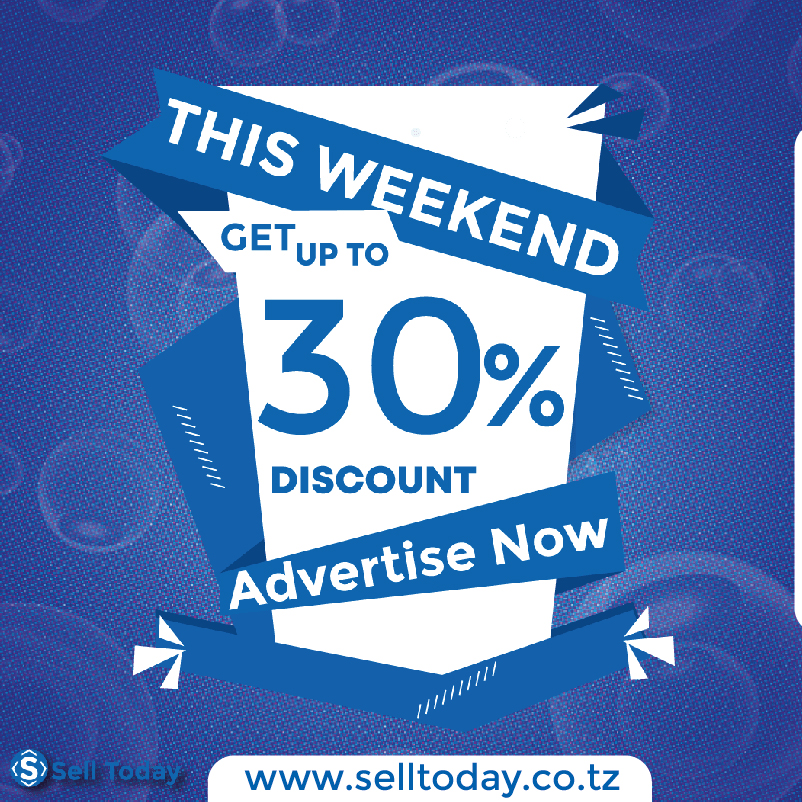 THIS WEEKEND
GET UP TO
30%
DISCOUNT
Advertise Now
S Sell Today
www.selltoday.co.tz